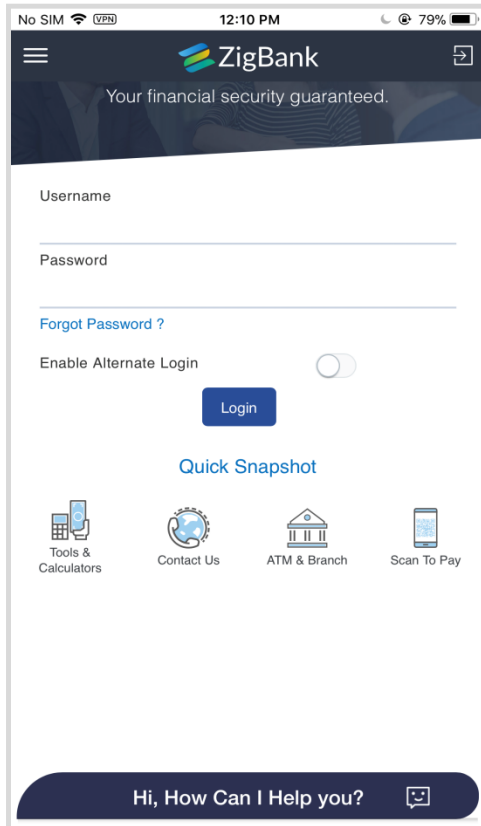 No SIM VPN 12:10 PM 79%
ZigBank
Your financial security guaranteed.
Username
Password
Forgot Password ?
Enable Alternate Login
Login
Quick Snapshot
Tools &
Calculators
Contact Us
ATM & Branch
Scan To Pay
Hi, How Can I Help you?